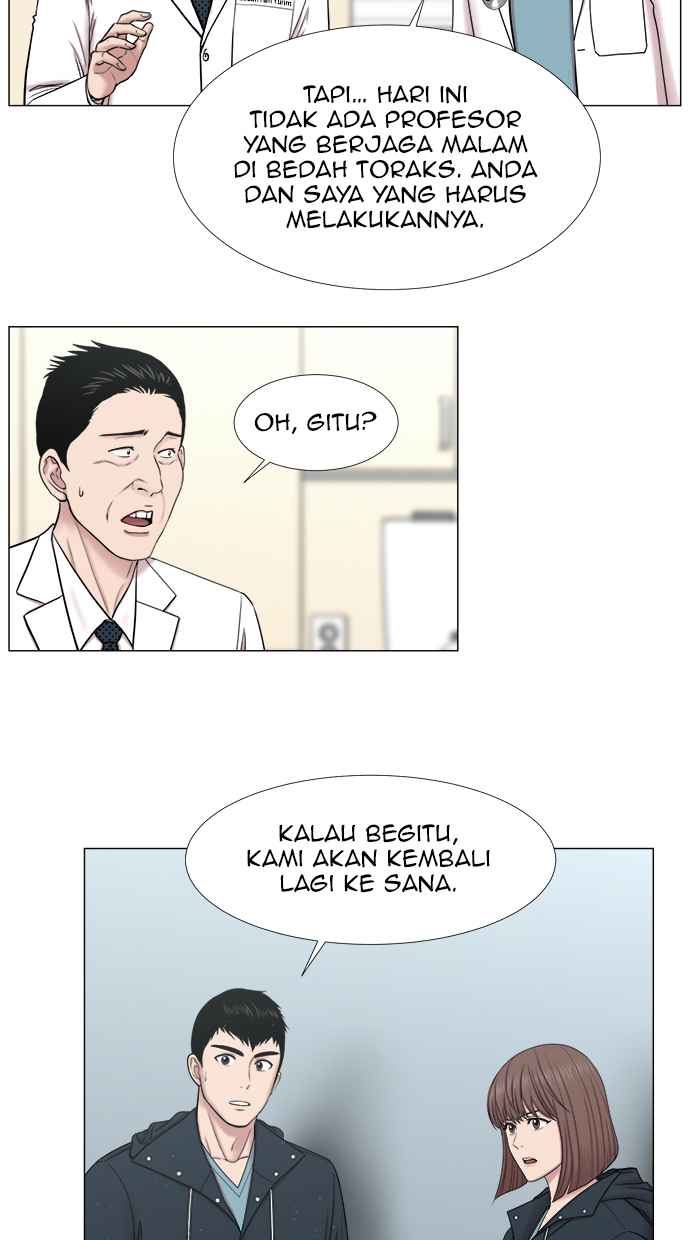 TAPI... HARI INI
TIDAK ADA PROFESOR
YANG BERJAGA MALAM
DI BEDAH TORAKS. ANDA
DAN SAYA YANG HARUS
MELAKUKANNYA.
OH, GITU?
KALAU BEGITU,
KAMI AKAN KEMBALI
LAGI KE SANA.